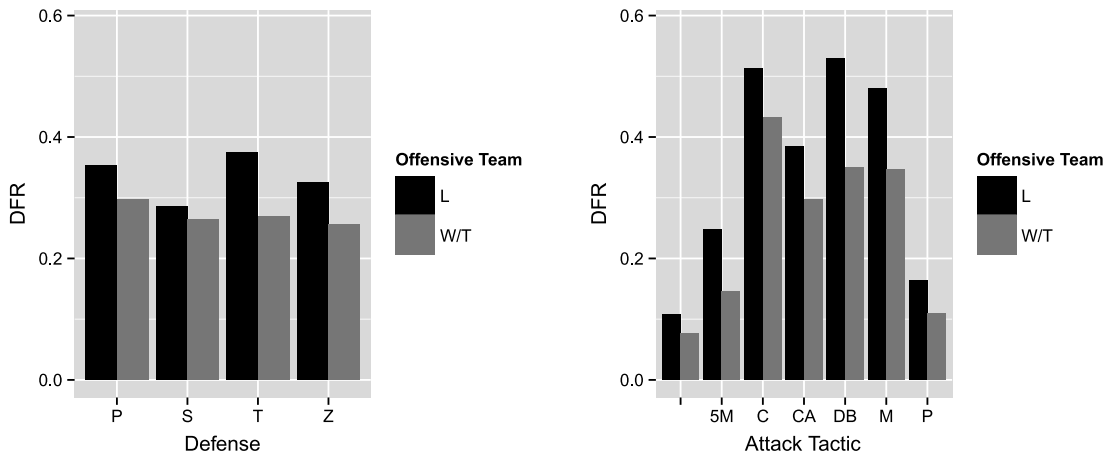 0.6
0.4
0.2
0.0
DFR
P S T Z
Defense
Offensive Team
L
W/T
0.6
0.4
0.2
0.0
DFR
5M C CA DB M P
Attack Tactic
Offensive Team
L
W/T